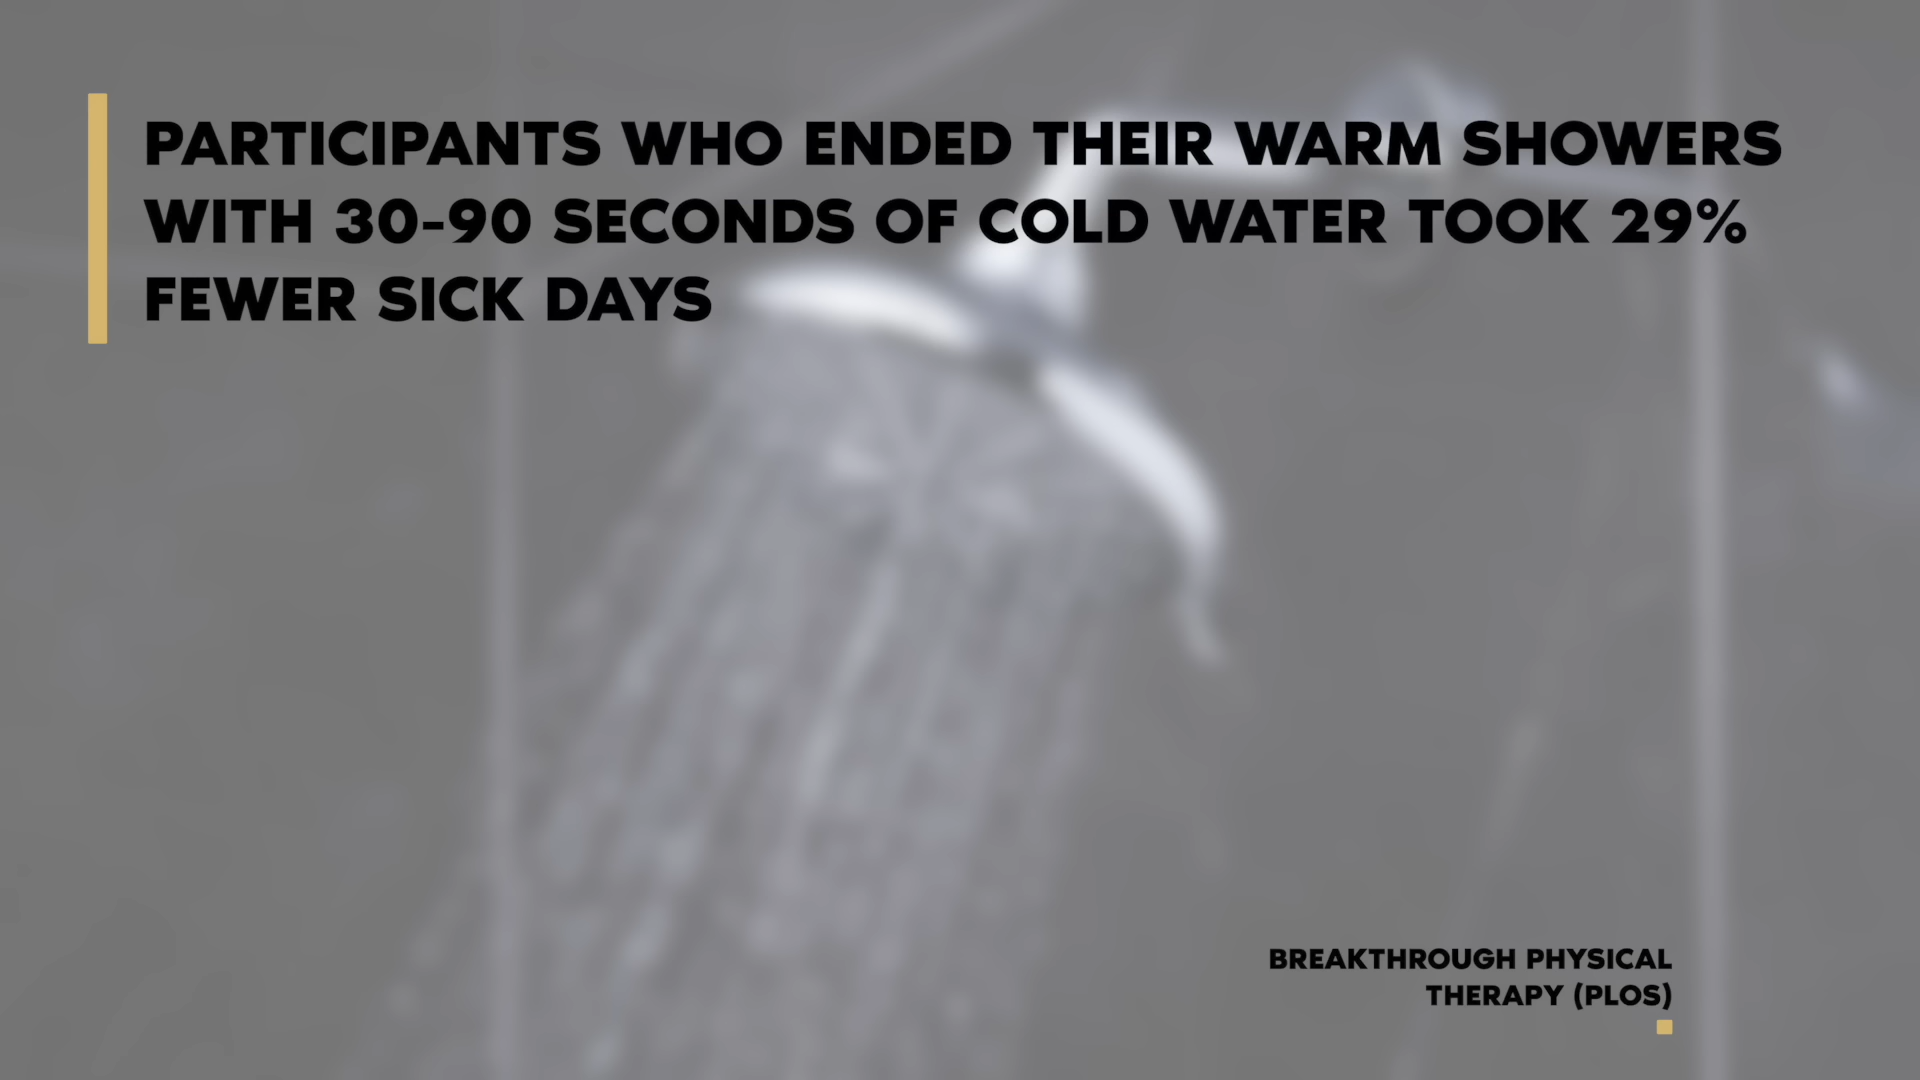 PARTICIPANTS WHO ENDED THEIR WARM SHOWERS
WITH 30-90 SECONDS OF COLD WATER TOOK 29%
FEWER SICK DAYS
BREAKTHROUGH PHYSICAL
THERAPY (PLOS)